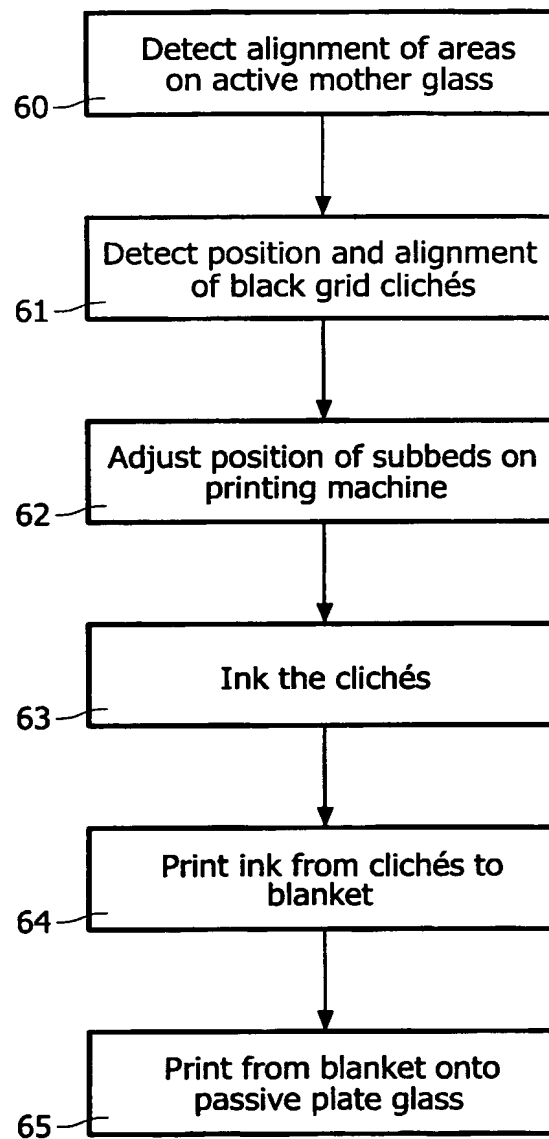 Detect alignment of areas
on active mother glass
60
Detect position and alignment
of black grid clichés
61
Adjust position of subbeds on
printing machine
62
Ink the clichés
63
Print ink from clichés to
blanket
64
Print from blanket onto
passive plate glass
65